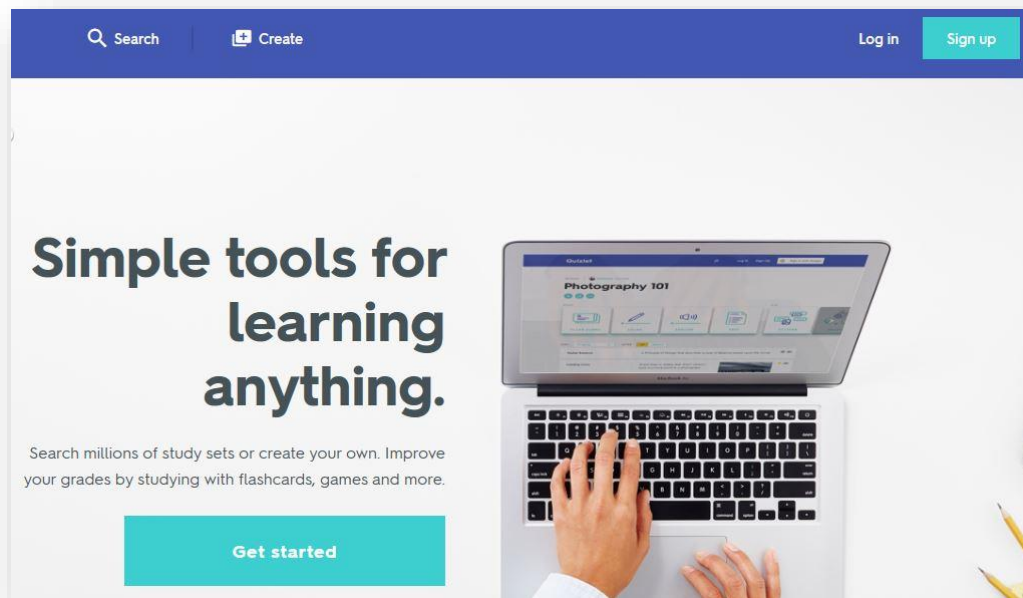 Search
Create
Log in
Sign up
Simple tools for
learning
anything.
Search millions of study sets or create your own. Improve
your grades by studying with flashcards, games and more.
Get started
Quizlet
Photography 101